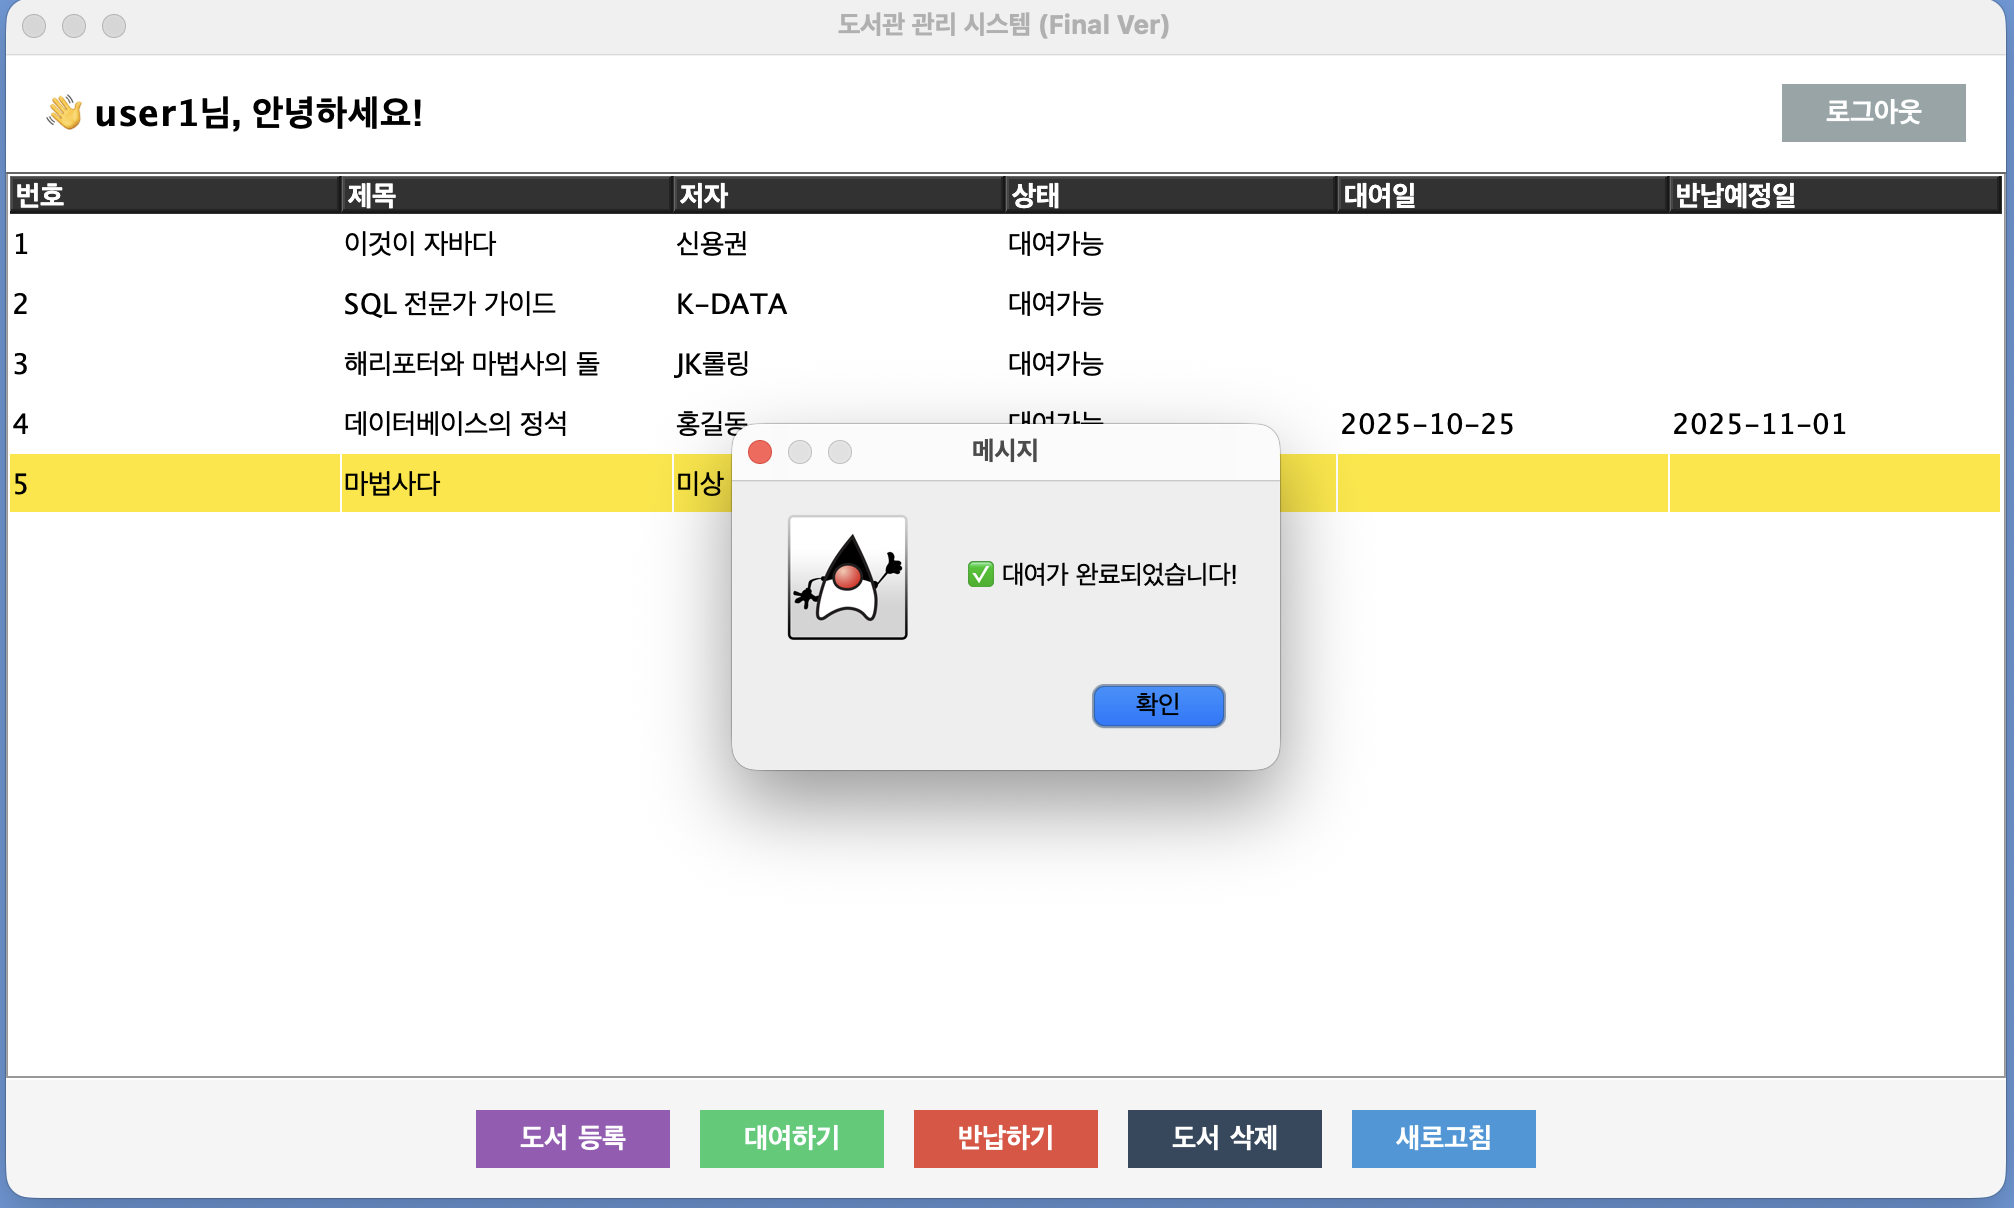 도서관 관리 시스템 (Final Ver)
👋 user1님, 안녕하세요!
로그아웃
번호 제목 저자 상태 대여일 반납예정일
1 이것이 자바다 신용권 대여가능
2 SQL 전문가 가이드 K-DATA 대여가능
3 해리포터와 마법사의 돌 JK롤링 대여가능
4 데이터베이스의 정석 홍길동 대여가능 2025-10-25 2025-11-01
5 마법사다 미상
메시지
✅ 대여가 완료되었습니다!
확인
도서 등록 대여하기 반납하기 도서 삭제 새로고침